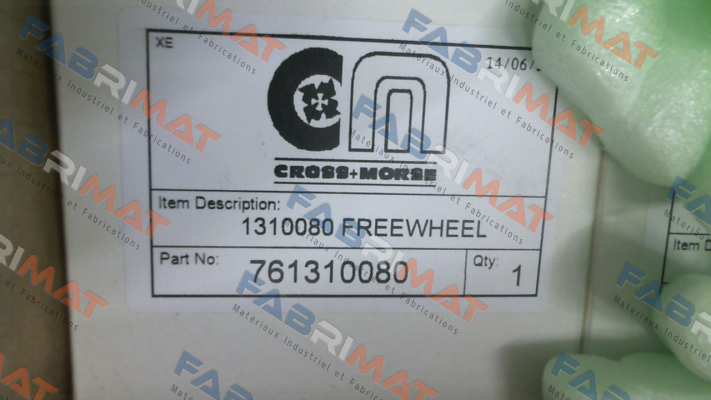 XE
14/06/
CROSS+MORSE
Item Description:
1310080 FREEWHEEL
Part No: 761310080
Qty: 1
Item
FABRIMAT
Materiaux Industriel et Fabrications